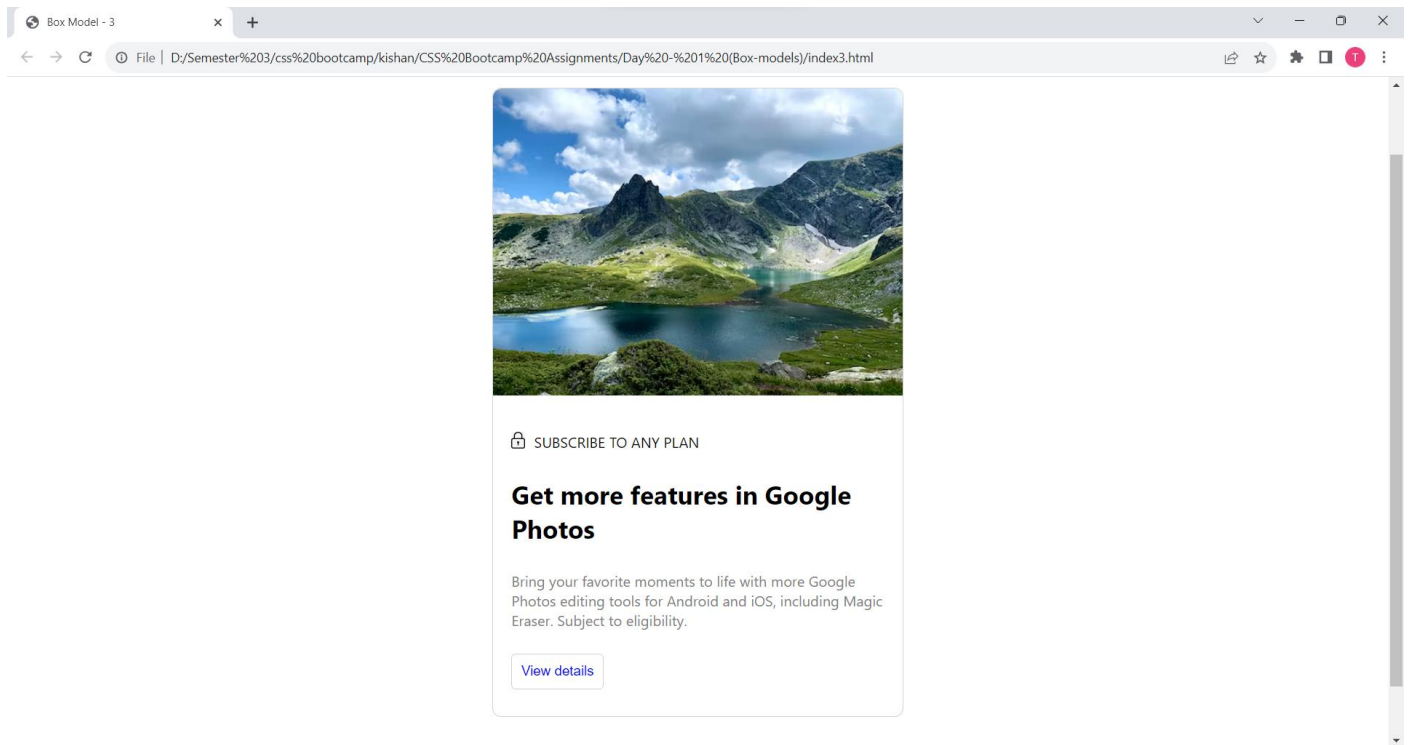 Box Model - 3
File D:/Semester%203/css%20bootcamp/kishan/CSS%20Bootcamp%20Assignments/Day%20-%201%20(Box-models)/index3.html
T
SUBSCRIBE TO ANY PLAN
Get more features in Google
Photos
Bring your favorite moments to life with more Google
Photos editing tools for Android and iOS, including Magic
Eraser. Subject to eligibility.
View details